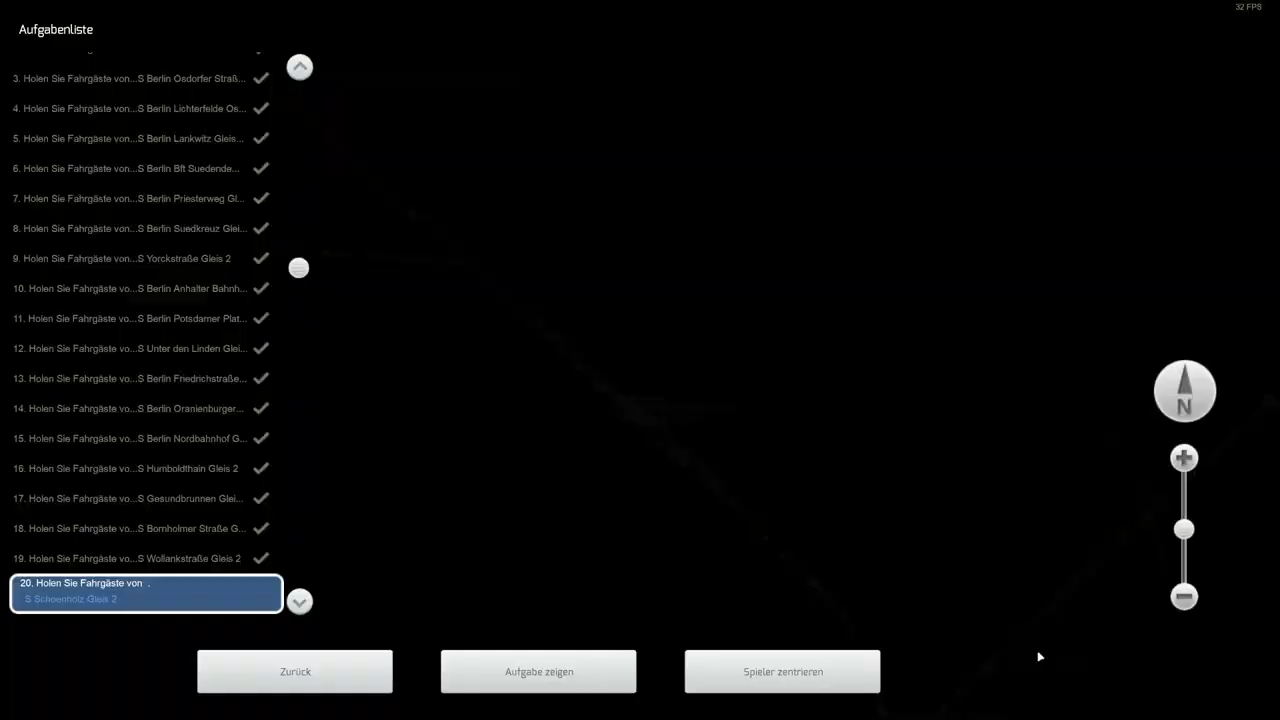 32 FPS
Aufgabenliste
3. Holen Sie Fahrgäste von...S Berlin Osdorfer Straß...
4. Holen Sie Fahrgäste von...S Berlin Lichterfelde Os...
5. Holen Sie Fahrgäste von...S Berlin Lankwitz Gleis...
6. Holen Sie Fahrgäste von...S Berlin Bft Suedende...
7. Holen Sie Fahrgäste von...S Berlin Priesterweg Gl...
8. Holen Sie Fahrgäste von...S Berlin Suedkreuz Glei...
9. Holen Sie Fahrgäste von...S Yorckstraße Gleis 2
10. Holen Sie Fahrgäste vo...S Berlin Anhalter Bahnh...
11. Holen Sie Fahrgäste vo...S Berlin Potsdamer Plat...
12. Holen Sie Fahrgäste vo...S Unter den Linden Glei...
13. Holen Sie Fahrgäste vo...S Berlin Friedrichstraße...
14. Holen Sie Fahrgäste vo...S Berlin Oranienburger...
15. Holen Sie Fahrgäste vo...S Berlin Nordbahnhof G...
16. Holen Sie Fahrgäste vo...S Humboldthain Gleis 2
17. Holen Sie Fahrgäste vo...S Gesundbrunnen Glei...
18. Holen Sie Fahrgäste vo...S Bornholmer Straße G...
19. Holen Sie Fahrgäste vo...S Wollankstraße Gleis 2
20. Holen Sie Fahrgäste von .
S Schoenholz Gleis 2
N
Zurück
Aufgabe zeigen
Spieler zentrieren